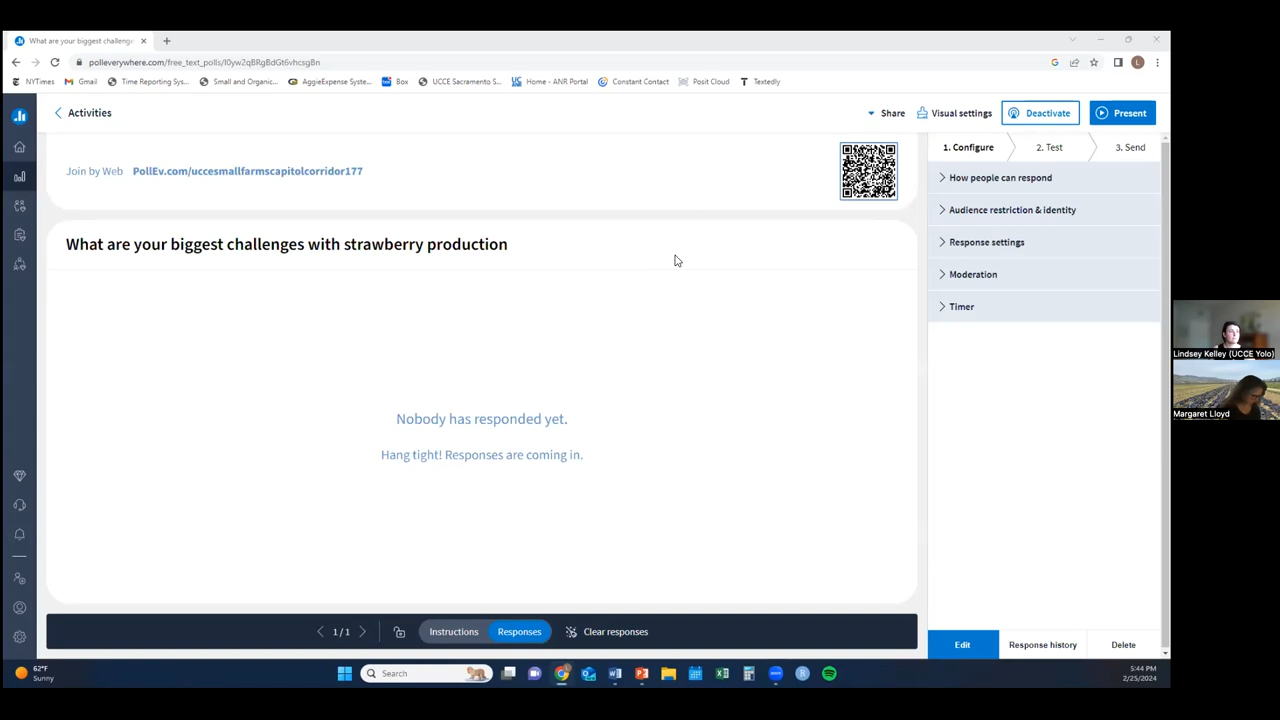 What are your biggest challenge
polleverywhere.com/free_text_polls/I0yw2qBRgBdGt6vhcsgBn
NYTimes
Gmail
Time Reporting Sy...
Small and Organic...
AggieExpense Syste...
Box
UCCE Sacramento S...
Home - ANR Portal
Constant Contact
Posit Cloud
Textedly
Activities
Share
Visual settings
Deactivate
Present
Join by Web PollEv.com/uccesmallfarmscapitolcorridor177
1. Configure
2. Test
3. Send
How people can respond
Audience restriction & identity
Response settings
Moderation
Timer
What are your biggest challenges with strawberry production
Nobody has responded yet.
Hang tight! Responses are coming in.
Lindsey Kelley (UCCE Yolo)
Margaret Lloyd
1 / 1
Instructions
Responses
Clear responses
Edit
Response history
Delete
62°F
Sunny
Search
5:44 PM
2/25/2024